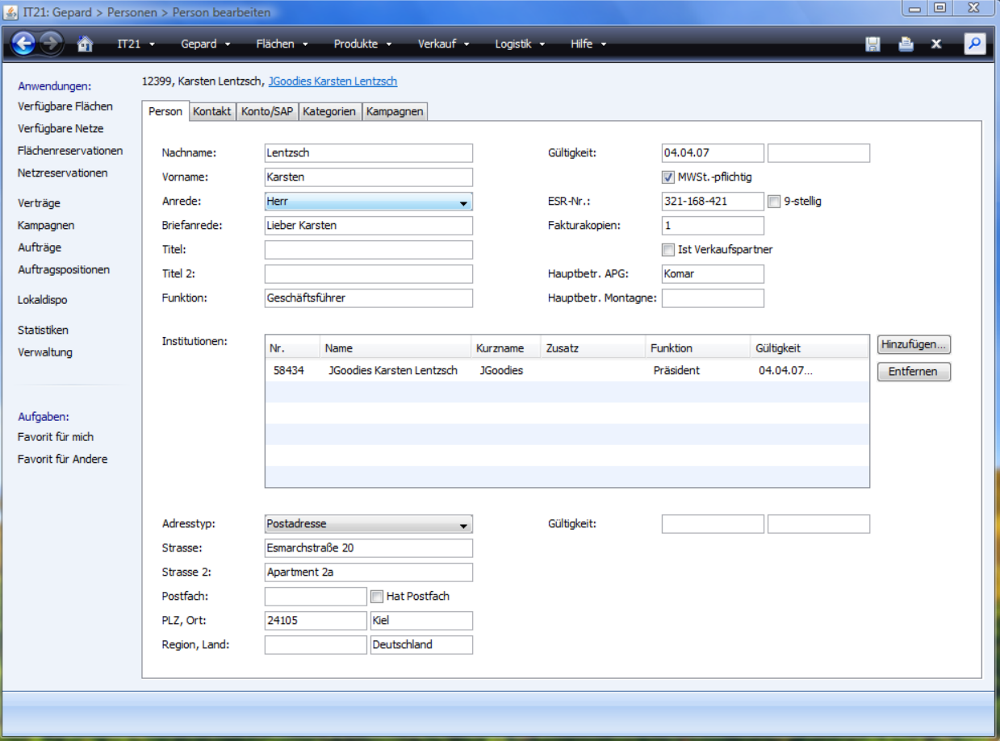 IT21: Gepard > Personen > Person bearbeiten
IT21 Gepard Flächen Produkte Verkauf Logistik Hilfe
Anwendungen:
Verfügbare Flächen
Verfügbare Netze
Flächenreservationen
Netzreservationen
Verträge
Kampagnen
Aufträge
Auftragspositionen
Lokaldispo
Statistiken
Verwaltung
Aufgaben:
Favorit für mich
Favorit für Andere
12399, Karsten Lentzsch, JGoodies Karsten Lentzsch
Person Kontakt Konto/SAP Kategorien Kampagnen
Nachname: Lentzsch Gültigkeit: 04.04.07
Vorname: Karsten MWSt.-pflichtig
Anrede: Herr ESR-Nr.: 321-168-421 9-stellig
Briefanrede: Lieber Karsten Fakturakopien: 1
Titel: Ist Verkaufspartner
Titel 2: Hauptbetr. APG: Komar
Funktion: Geschäftsführer Hauptbetr. Montagne:
Institutionen:
Nr. Name Kurzname Zusatz Funktion Gültigkeit
58434 JGoodies Karsten Lentzsch JGoodies Präsident 04.04.07...
Hinzufügen...
Entfernen
Adresstyp: Postadresse Gültigkeit:
Strasse: Esmarchstraße 20
Strasse 2: Apartment 2a
Postfach: Hat Postfach
PLZ, Ort: 24105 Kiel
Region, Land: Deutschland